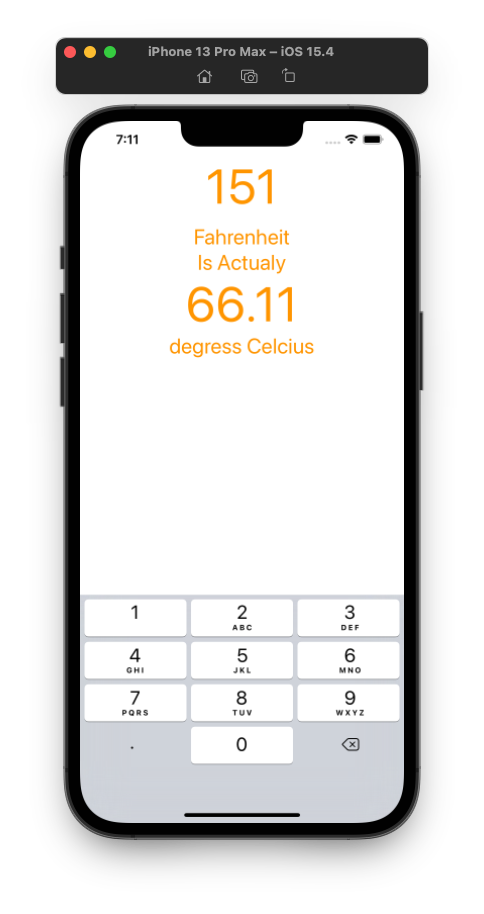 iPhone 13 Pro Max – iOS 15.4
7:11
151
Fahrenheit
Is Actualy
66.11
degress Celcius
1 2 3
ABC DEF
4 5 6
GHI JKL MNO
7 8 9
PQRS TUV WXYZ
. 0